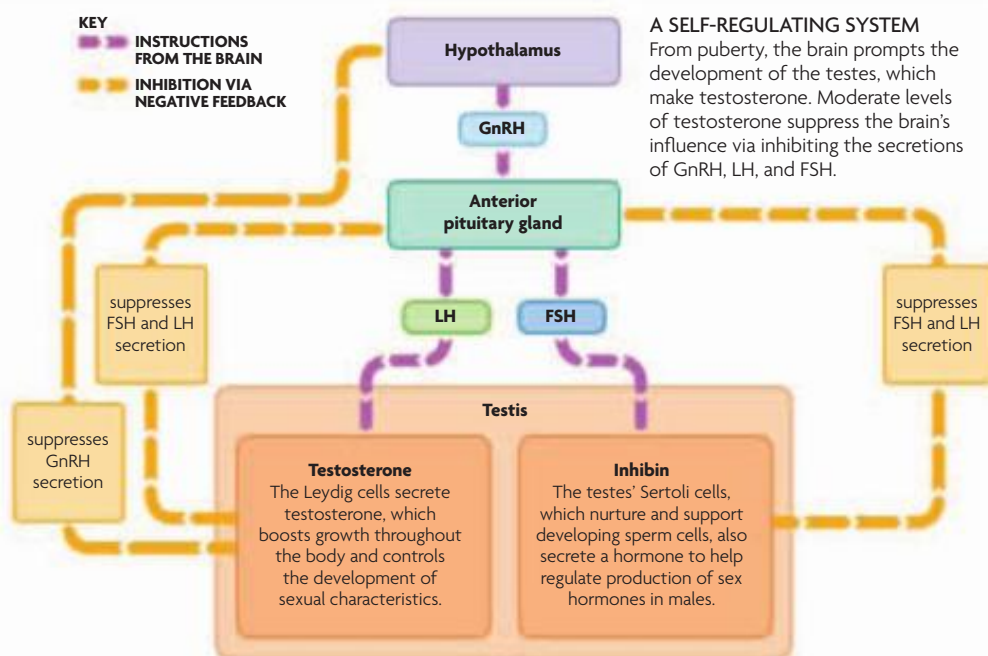 KEY
INSTRUCTIONS
FROM THE BRAIN
INHIBITION VIA
NEGATIVE FEEDBACK
Hypothalamus
A SELF-REGULATING SYSTEM
From puberty, the brain prompts the
development of the testes, which
make testosterone. Moderate levels
of testosterone suppress the brain’s
influence via inhibiting the secretions
of GnRH, LH, and FSH.
GnRH
Anterior
pituitary gland
suppresses
FSH and LH
secretion
LH
FSH
suppresses
FSH and LH
secretion
suppresses
GnRH
secretion
Testis
Testosterone
The Leydig cells secrete
testosterone, which
boosts growth throughout
the body and controls
the development of
sexual characteristics.
Inhibin
The testes’ Sertoli cells,
which nurture and support
developing sperm cells, also
secrete a hormone to help
regulate production of sex
hormones in males.